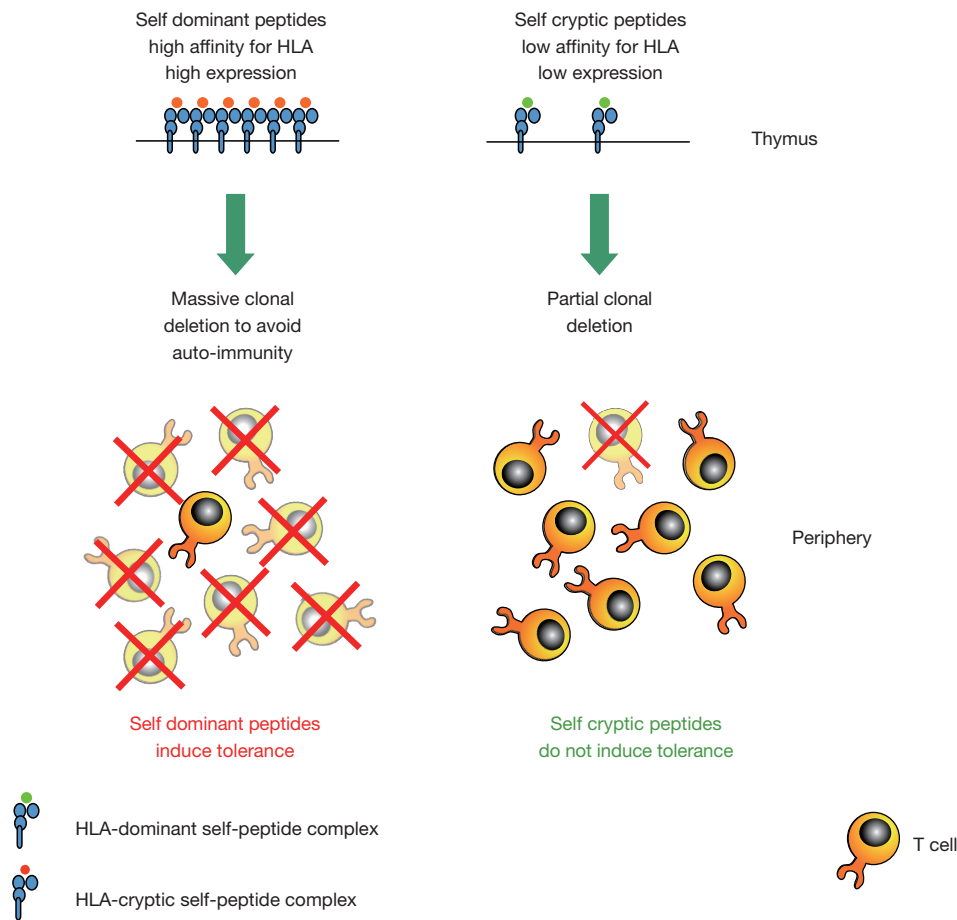 Self dominant peptides
high affinity for HLA
high expression
Self cryptic peptides
low affinity for HLA
low expression
Thymus
Massive clonal
deletion to avoid
auto-immunity
Partial clonal
deletion
Periphery
Self dominant peptides
induce tolerance
Self cryptic peptides
do not induce tolerance
HLA-dominant self-peptide complex
T cell
HLA-cryptic self-peptide complex